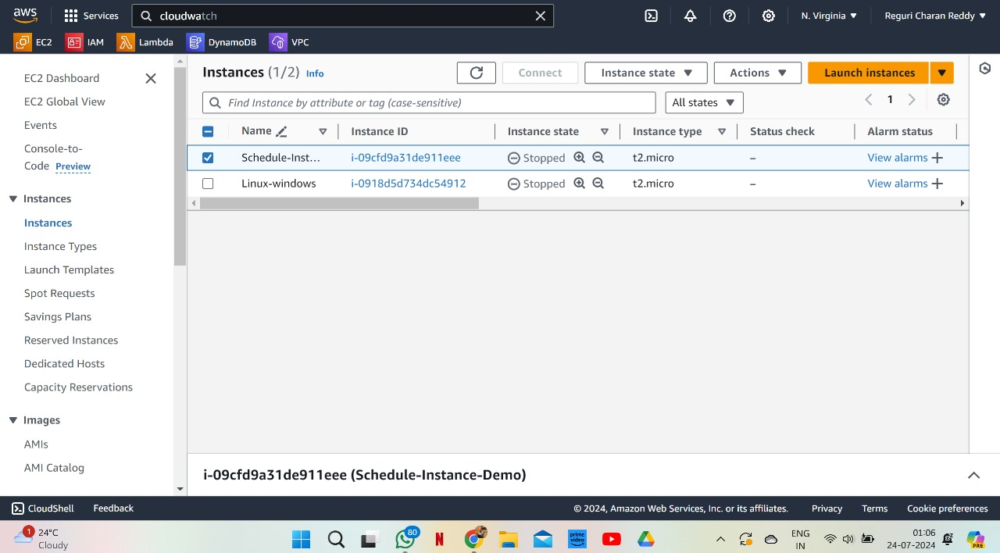 aws
Services
cloudwatch
N. Virginia
Reguri Charan Reddy
EC2
IAM
Lambda
DynamoDB
VPC
EC2 Dashboard
EC2 Global View
Events
Console-to-
Code Preview
Instances
Instances
Instance Types
Launch Templates
Spot Requests
Savings Plans
Reserved Instances
Dedicated Hosts
Capacity Reservations
Images
AMIs
AMI Catalog
Instances (1/2) Info
Connect
Instance state
Actions
Launch instances
Find Instance by attribute or tag (case-sensitive)
All states
1
Name Instance ID Instance state Instance type Status check Alarm status
Schedule-Inst... i-09cfd9a31de911eee Stopped t2.micro – View alarms +
Linux-windows i-0918d5d734dc54912 Stopped t2.micro – View alarms +
i-09cfd9a31de911eee (Schedule-Instance-Demo)
CloudShell Feedback © 2024, Amazon Web Services, Inc. or its affiliates. Privacy Terms Cookie preferences
1
24°C
Cloudy
80
N
prime video
ENG
IN
01:06
24-07-2024
PRE